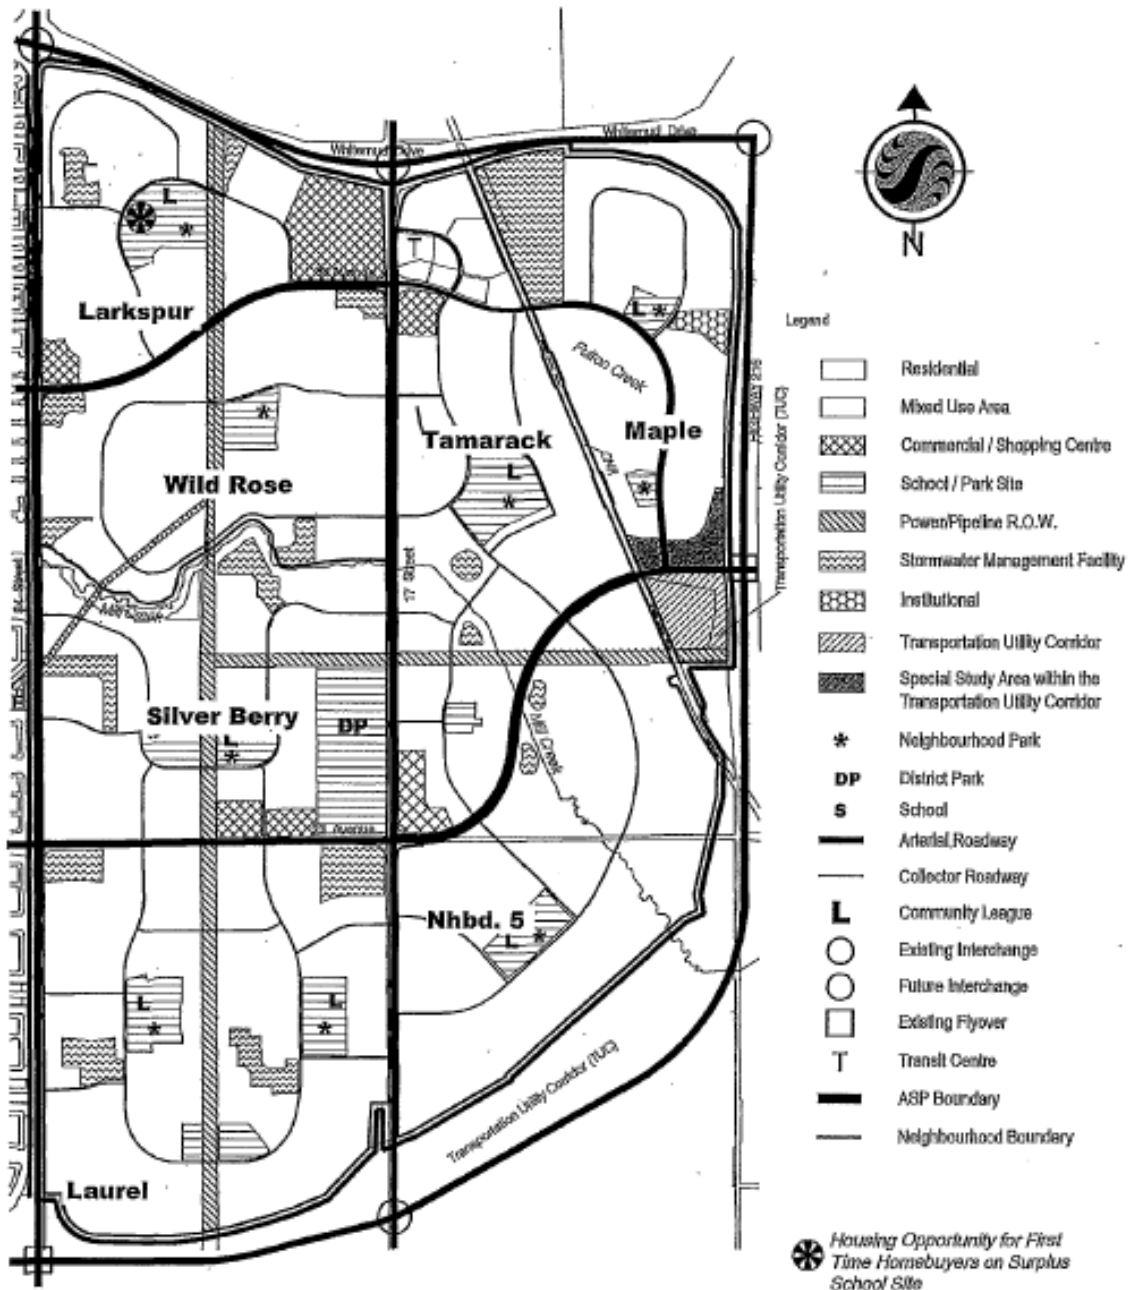 Whitemud Drive
Whitemud Drive
N
L
*
Larkspur
T
L
*
Fulton Creek
Maple
Tamarack
L
*
*
CNR
HIGHWAY 216
Transportation Utility Corridor (TUC)
Wild Rose
17 Street
Silver Berry
L
*
DP
Mill Creek
Avenue
Nhbd. 5
L
*
L
*
L
*
Transportation Utility Corridor (TUC)
Laurel
Legend
Residential
Mixed Use Area
Commercial / Shopping Centre
School / Park Site
Power/Pipeline R.O.W.
Stormwater Management Facility
Institutional
Transportation Utility Corridor
Special Study Area within the
Transportation Utility Corridor
* Neighbourhood Park
DP District Park
S School
Arterial Roadway
Collector Roadway
L Community League
Existing Interchange
Future Interchange
Existing Flyover
T Transit Centre
ASP Boundary
Neighbourhood Boundary
Housing Opportunity for First
Time Homebuyers on Surplus
School Site